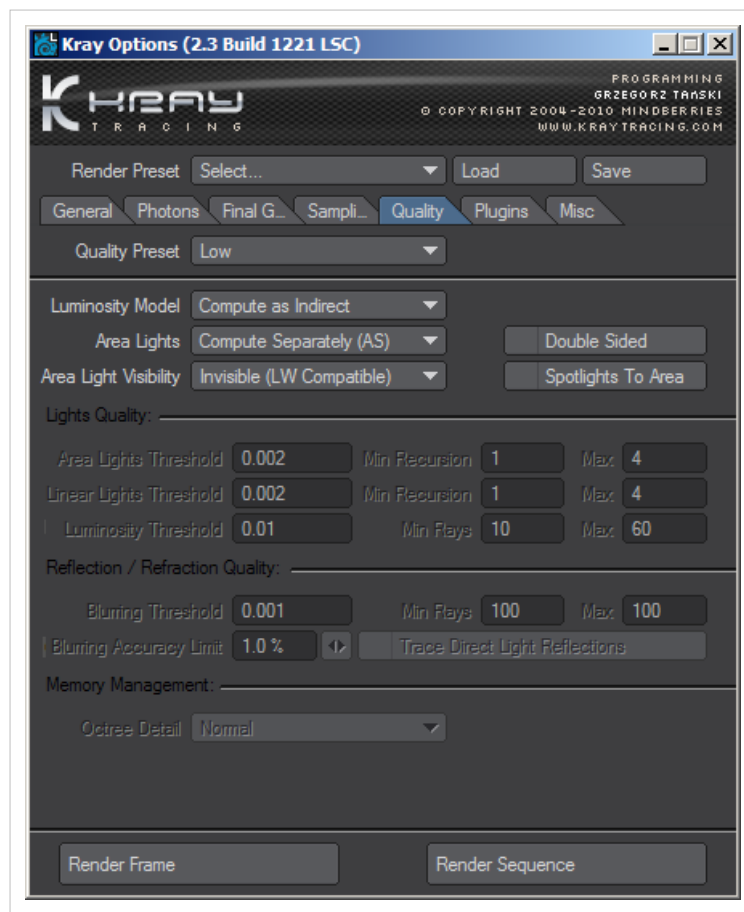 Kray Options (2.3 Build 1221 LSC)
KRAY
TRACING
PROGRAMMING
GRZEGORZ TAńSKI
© COPYRIGHT 2004-2010 MINDBERRIES
WWW.KRAYTRACING.COM
Render Preset Select... Load Save
General Photons Final G... Sampli... Quality Plugins Misc
Quality Preset Low
Luminosity Model Compute as Indirect
Area Lights Compute Separately (AS) Double Sided
Area Light Visibility Invisible (LW Compatible) Spotlights To Area
Lights Quality:
Area Lights Threshold 0.002 Min Recursion 1 Max 4
Linear Lights Threshold 0.002 Min Recursion 1 Max 4
Luminosity Threshold 0.01 Min Rays 10 Max 60
Reflection / Refraction Quality:
Blurring Threshold 0.001 Min Rays 100 Max 100
Blurring Accuracy Limit 1.0 % Trace Direct Light Reflections
Memory Management:
Octree Detail Normal
Render Frame Render Sequence